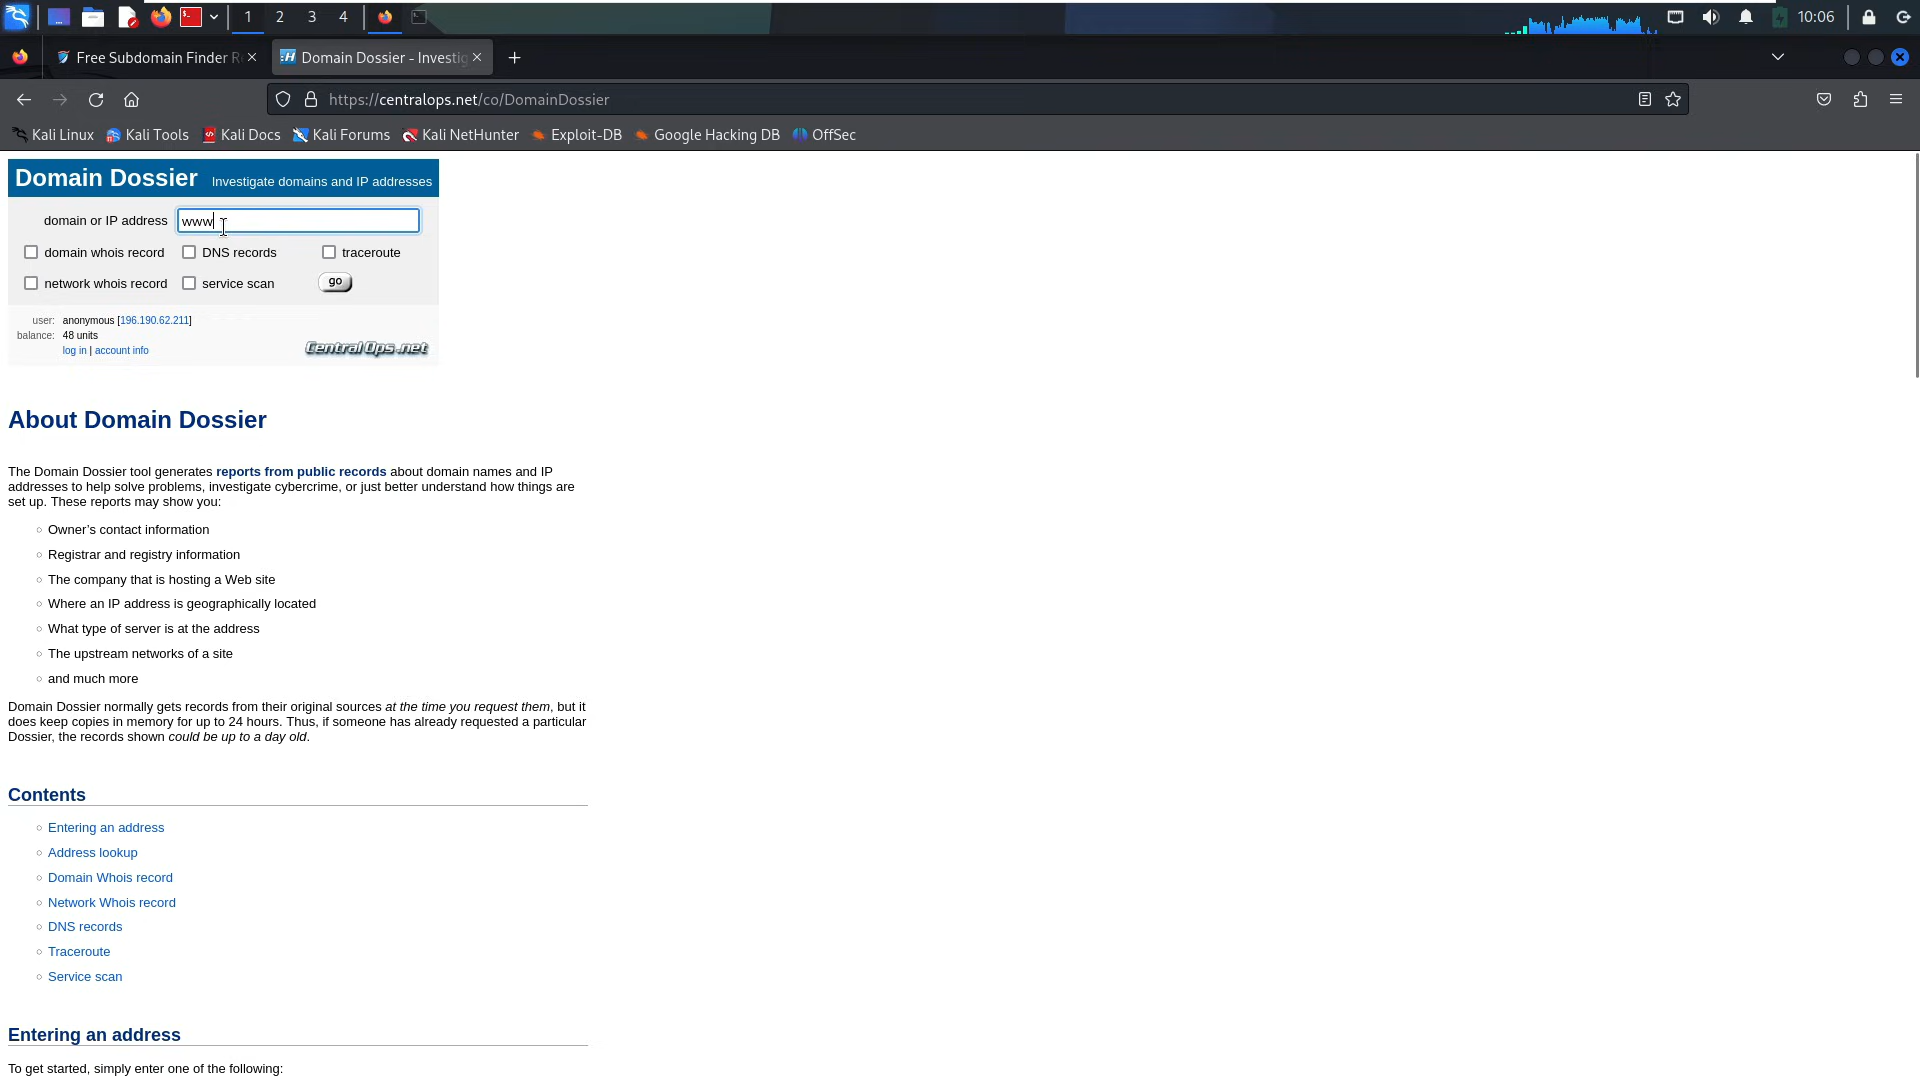 1 2 3 4 10:06
Free Subdomain Finder R
Domain Dossier - Investig
https://centralops.net/co/DomainDossier
Kali Linux Kali Tools Kali Docs Kali Forums Kali NetHunter Exploit-DB Google Hacking DB OffSec
Domain Dossier Investigate domains and IP addresses
domain or IP address www
domain whois record DNS records traceroute
network whois record service scan go
user: anonymous [196.190.62.211]
balance: 48 units
log in | account info
CentralOps.net
About Domain Dossier
The Domain Dossier tool generates reports from public records about domain names and IP
addresses to help solve problems, investigate cybercrime, or just better understand how things are
set up. These reports may show you:
Owner’s contact information
Registrar and registry information
The company that is hosting a Web site
Where an IP address is geographically located
What type of server is at the address
The upstream networks of a site
and much more
Domain Dossier normally gets records from their original sources at the time you request them, but it
does keep copies in memory for up to 24 hours. Thus, if someone has already requested a particular
Dossier, the records shown could be up to a day old.
Contents
Entering an address
Address lookup
Domain Whois record
Network Whois record
DNS records
Traceroute
Service scan
Entering an address
To get started, simply enter one of the following: